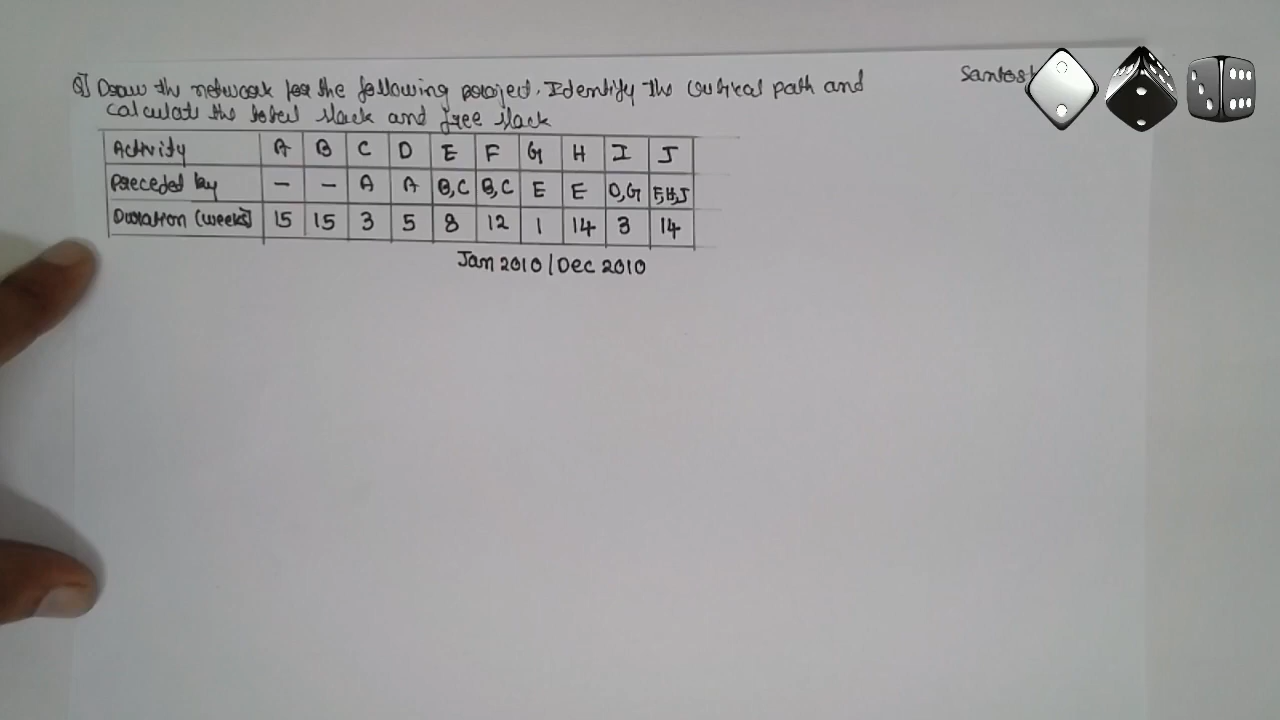 Q] Draw the network for the following project. Identify the critical path and
calculate the total slack and free slack
Activity A B C D E F G H I J
Preceded by – – A A B,C B,C E E D,G F,H,I
Duration (weeks) 15 15 3 5 8 12 1 14 3 14
Jan 2010 / Dec 2010